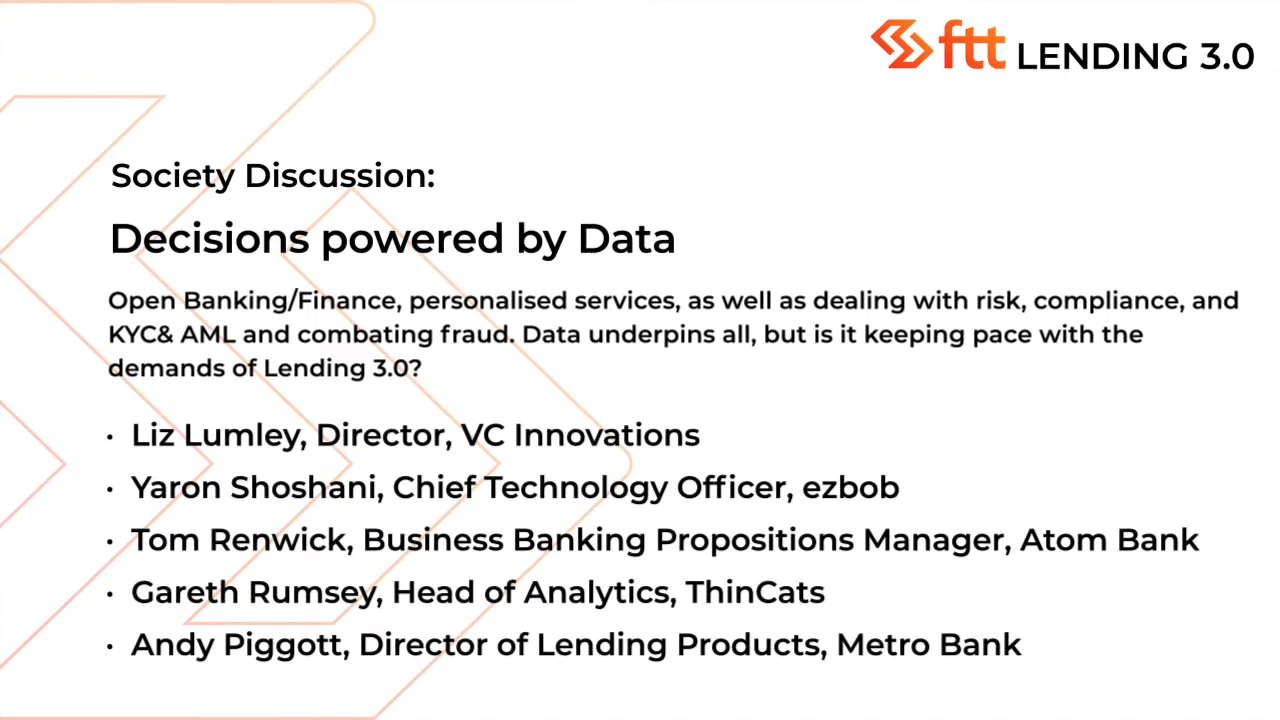 ftt LENDING 3.0
Society Discussion:
Decisions powered by Data
Open Banking/Finance, personalised services, as well as dealing with risk, compliance, and
KYC& AML and combating fraud. Data underpins all, but is it keeping pace with the
demands of Lending 3.0?
· Liz Lumley, Director, VC Innovations
· Yaron Shoshani, Chief Technology Officer, ezbob
· Tom Renwick, Business Banking Propositions Manager, Atom Bank
· Gareth Rumsey, Head of Analytics, ThinCats
· Andy Piggott, Director of Lending Products, Metro Bank